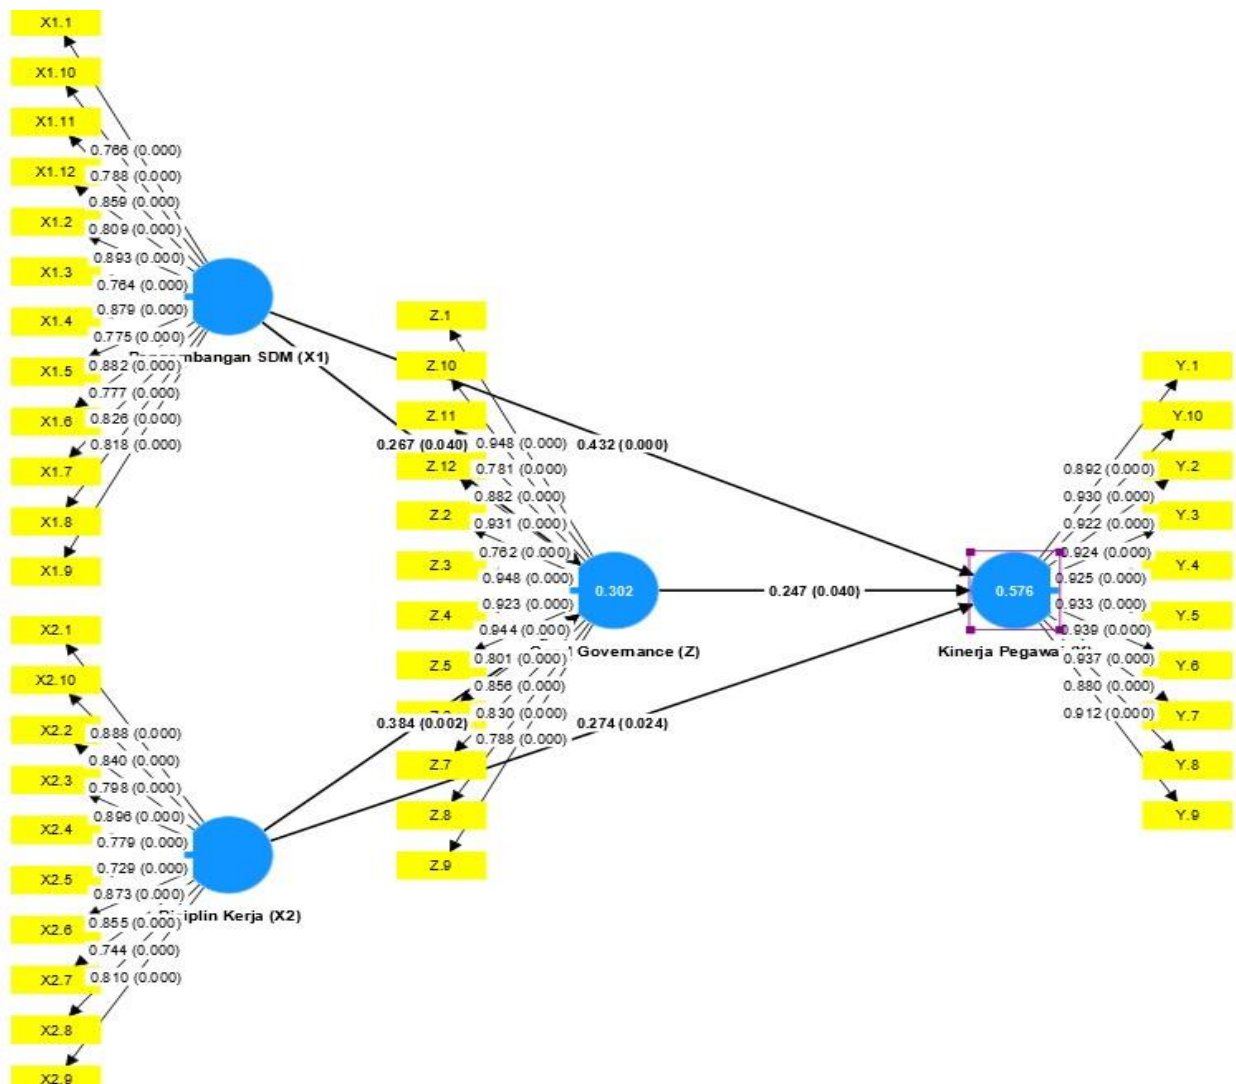 X1.1
X1.10
X1.11
X1.12
X1.2
X1.3
X1.4
X1.5
X1.6
X1.7
X1.8
X1.9
0.766 (0.000)
0.788 (0.000)
0.859 (0.000)
0.809 (0.000)
0.893 (0.000)
0.764 (0.000)
0.879 (0.000)
0.775 (0.000)
0.882 (0.000)
0.777 (0.000)
0.826 (0.000)
0.818 (0.000)
mbangan SDM (X1)
X2.1
X2.10
X2.2
X2.3
X2.4
X2.5
X2.6
X2.7
X2.8
X2.9
0.888 (0.000)
0.840 (0.000)
0.798 (0.000)
0.896 (0.000)
0.779 (0.000)
0.729 (0.000)
0.873 (0.000)
0.855 (0.000)
0.744 (0.000)
0.810 (0.000)
iplin Kerja (X2)
0.267 (0.040)
0.432 (0.000)
0.384 (0.002)
0.274 (0.024)
0.247 (0.040)
Z.1
Z.10
Z.11
Z.12
Z.2
Z.3
Z.4
Z.5
Z.7
Z.8
Z.9
0.948 (0.000)
0.781 (0.000)
0.882 (0.000)
0.931 (0.000)
0.762 (0.000)
0.948 (0.000)
0.923 (0.000)
0.944 (0.000)
0.801 (0.000)
0.856 (0.000)
0.830 (0.000)
0.788 (0.000)
0.302
Governance (Z)
0.576
Kinerja Pegawai
Y.1
Y.10
Y.2
Y.3
Y.4
Y.5
Y.6
Y.7
Y.8
Y.9
0.892 (0.000)
0.930 (0.000)
0.922 (0.000)
0.924 (0.000)
0.925 (0.000)
0.933 (0.000)
0.939 (0.000)
0.937 (0.000)
0.880 (0.000)
0.912 (0.000)